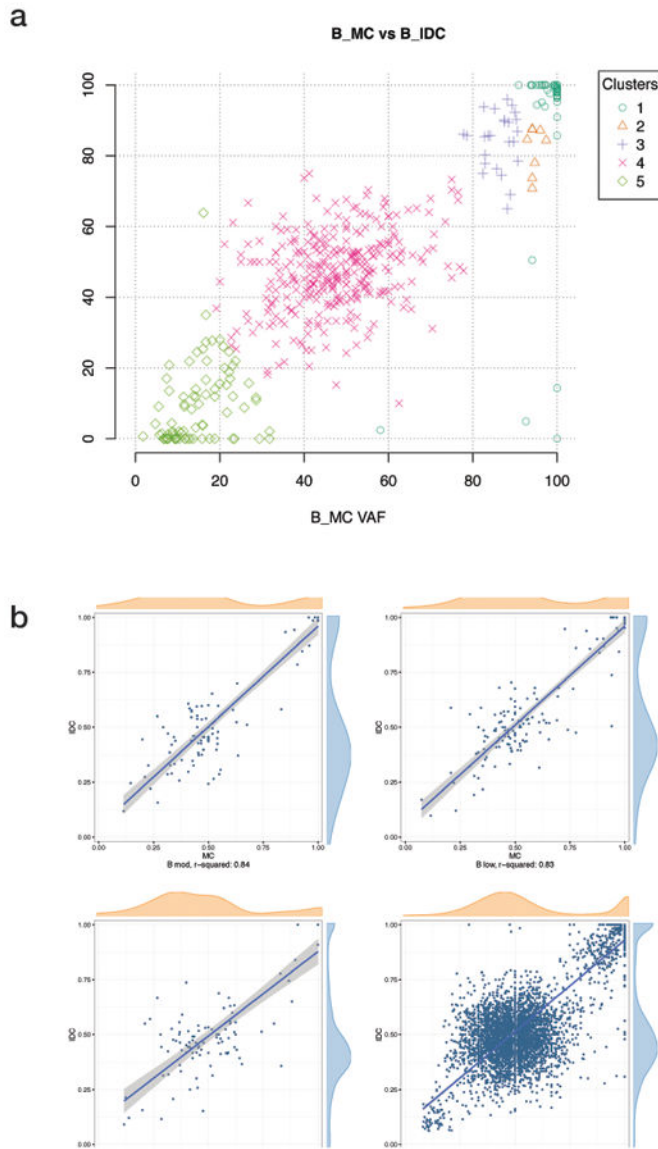 a
B_MC vs B_IDC
100
80
60
40
20
0
0 20 40 60 80 100
B_MC VAF
Clusters
1
2
3
4
5
b
1.00
0.75
0.50
0.25
0.00
IDC
0.00 0.25 0.50 0.75 1.00
MC
B mod, r-squared: 0.84
1.00
0.75
0.50
0.25
0.00
IDC
0.00 0.25 0.50 0.75 1.00
MC
B low, r-squared: 0.83
1.00
0.75
0.50
0.25
0.00
IDC
1.00
0.75
0.50
0.25
0.00
IDC